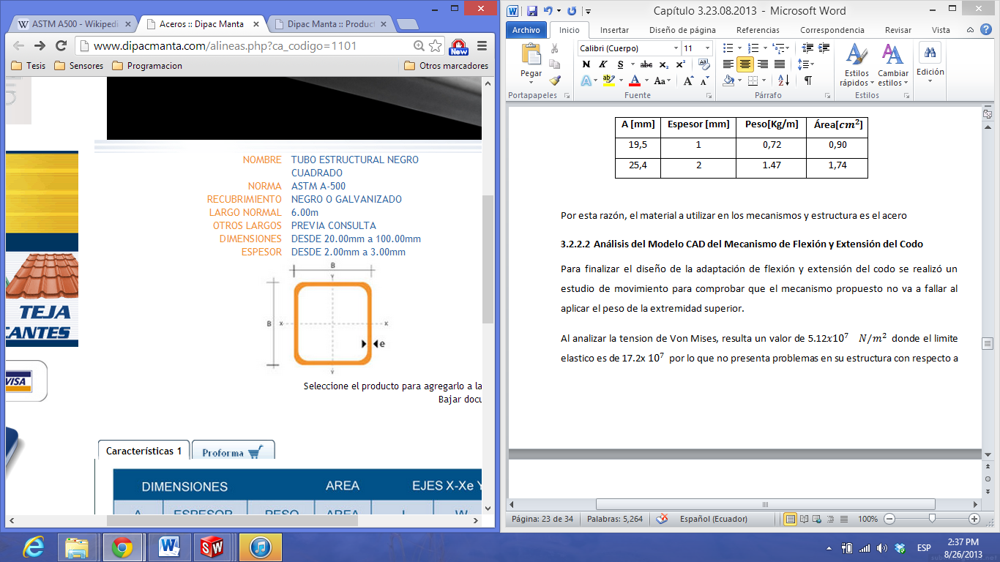 ASTM A500 - Wikipedi
Aceros :: Dipac Manta
Dipac Manta :: Product
www.dipacmanta.com/alineas.php?ca_codigo=1101
New
Tesis
Sensores
Programacion
Otros marcadores
NOMBRE TUBO ESTRUCTURAL NEGRO
CUADRADO
NORMA ASTM A-500
RECUBRIMIENTO NEGRO O GALVANIZADO
LARGO NORMAL 6.00m
OTROS LARGOS PREVIA CONSULTA
DIMENSIONES DESDE 20.00mm a 100.00mm
ESPESOR DESDE 2.00mm a 3.00mm
B
Y
B X X
e
Y
TEJA
CANTES
VISA
Seleccione el producto para agregarlo a la
Bajar docu
Características 1
Proforma
DIMENSIONES AREA EJES X-Xe Y
A ESPESOR PESO AREA I W
Capítulo 3.23.08.2013 - Microsoft Word
Archivo Inicio Insertar Diseño de página Referencias Correspondencia Revisar Vista
Pegar
Portapapeles
Calibri (Cuerpo) 11
N K S abc x₂ x²
A ab A Aa A A
Fuente
Párrafo
Estilos rápidos
Cambiar estilos
Estilos
Edición
A [mm] Espesor [mm] Peso[Kg/m] Área[cm²]
19,5 1 0,72 0,90
25,4 2 1.47 1,74
Por esta razón, el material a utilizar en los mecanismos y estructura es el acero
3.2.2.2 Análisis del Modelo CAD del Mecanismo de Flexión y Extensión del Codo
Para finalizar el diseño de la adaptación de flexión y extensión del codo se realizó un
estudio de movimiento para comprobar que el mecanismo propuesto no va a fallar al
aplicar el peso de la extremidad superior.
Al analizar la tension de Von Mises, resulta un valor de 5.12x10⁷ N/m² donde el limite
elastico es de 17.2x 10⁷ por lo que no presenta problemas en su estructura con respecto a
Página: 23 de 34 Palabras: 5,264 Español (Ecuador) 100%
ESP
2:37 PM
8/26/2013